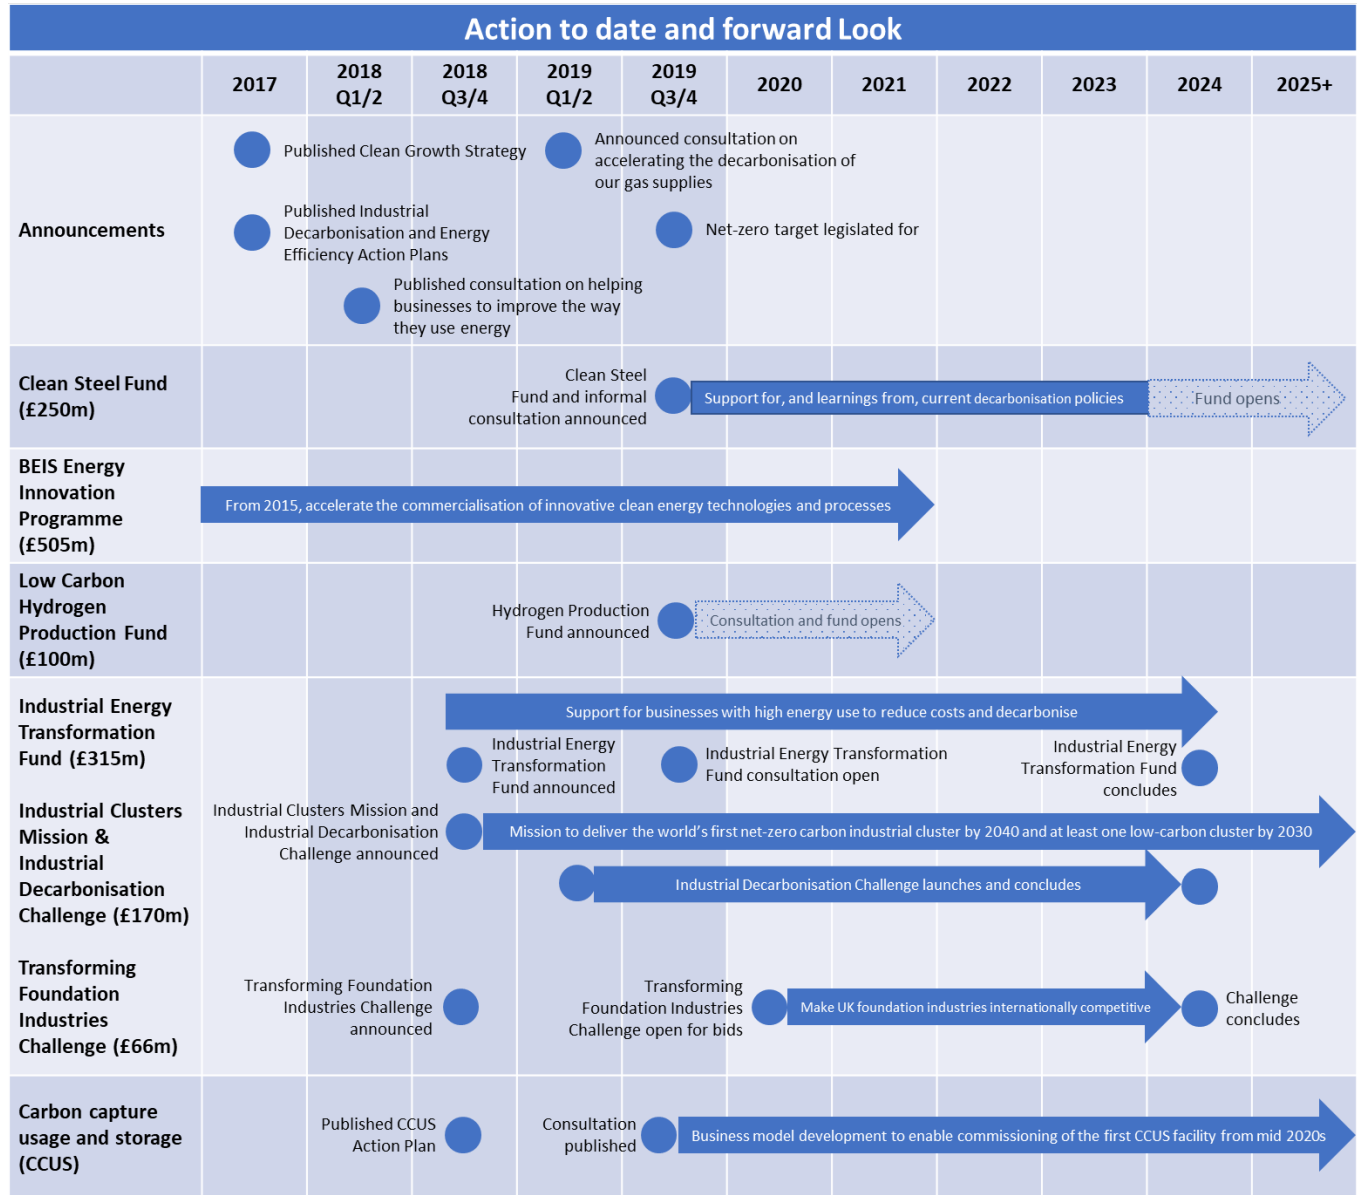 Action to date and forward Look
2017
2018
Q1/2
2018
Q3/4
2019
Q1/2
2019
Q3/4
2020
2021
2022
2023
2024
2025+
Announcements
Published Clean Growth Strategy
Announced consultation on
accelerating the decarbonisation of
our gas supplies
Published Industrial
Decarbonisation and Energy
Efficiency Action Plans
Net-zero target legislated for
Published consultation on helping
businesses to improve the way
they use energy
Clean Steel Fund
(£250m)
Clean Steel
Fund and informal
consultation announced
Support for, and learnings from, current decarbonisation policies
Fund opens
BEIS Energy
Innovation
Programme
(£505m)
From 2015, accelerate the commercialisation of innovative clean energy technologies and processes
Low Carbon
Hydrogen
Production Fund
(£100m)
Hydrogen Production
Fund announced
Consultation and fund opens
Industrial Energy
Transformation
Fund (£315m)
Support for businesses with high energy use to reduce costs and decarbonise
Industrial Energy
Transformation
Fund announced
Industrial Energy Transformation
Fund consultation open
Industrial Energy
Transformation Fund
concludes
Industrial Clusters
Mission &
Industrial
Decarbonisation
Challenge (£170m)
Industrial Clusters Mission and
Industrial Decarbonisation
Challenge announced
Mission to deliver the world’s first net-zero carbon industrial cluster by 2040 and at least one low-carbon cluster by 2030
Industrial Decarbonisation Challenge launches and concludes
Transforming
Foundation
Industries
Challenge (£66m)
Transforming Foundation
Industries Challenge
announced
Transforming
Foundation Industries
Challenge open for bids
Make UK foundation industries internationally competitive
Challenge
concludes
Carbon capture
usage and storage
(CCUS)
Published CCUS
Action Plan
Consultation
published
Business model development to enable commissioning of the first CCUS facility from mid 2020s